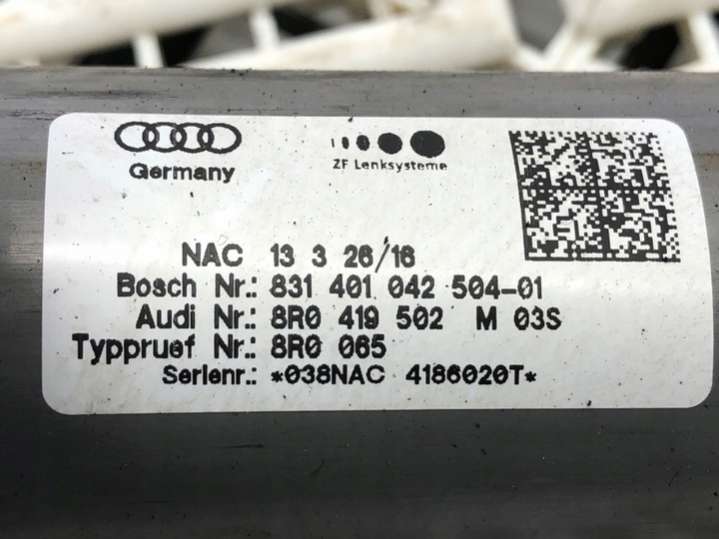 Germany
ZF Lenksysteme
NAC 13 3 26/16
Bosch Nr.: 831 401 042 504-01
Audi Nr.: 8R0 419 502 M 03S
Typpruef Nr.: 8R0 065
Serienr.: *038NAC 4186020T*